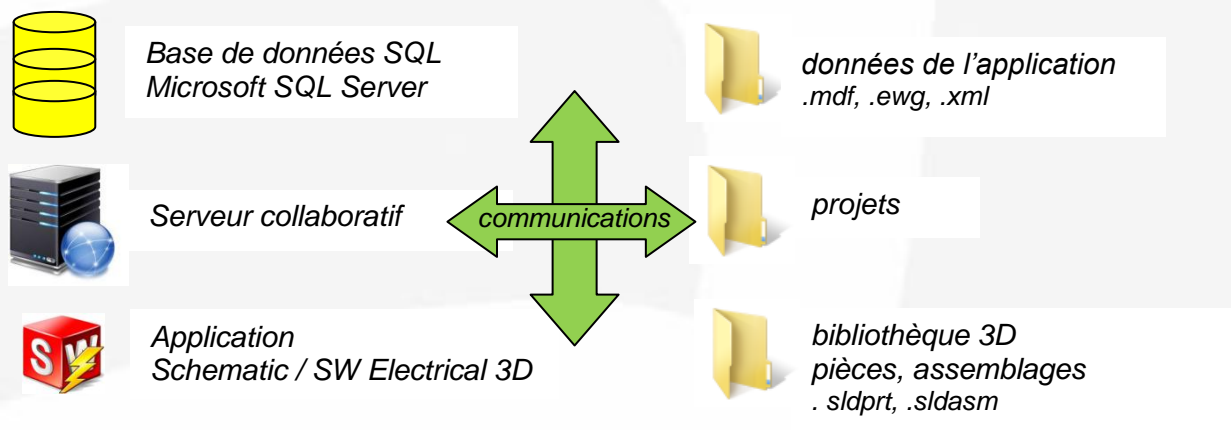 Base de données SQL
Microsoft SQL Server
données de l'application
.mdf, .ewg, .xml
Serveur collaboratif
communications
projets
SW
Application
Schematic / SW Electrical 3D
bibliothèque 3D
pièces, assemblages
. sldprt, .sldasm